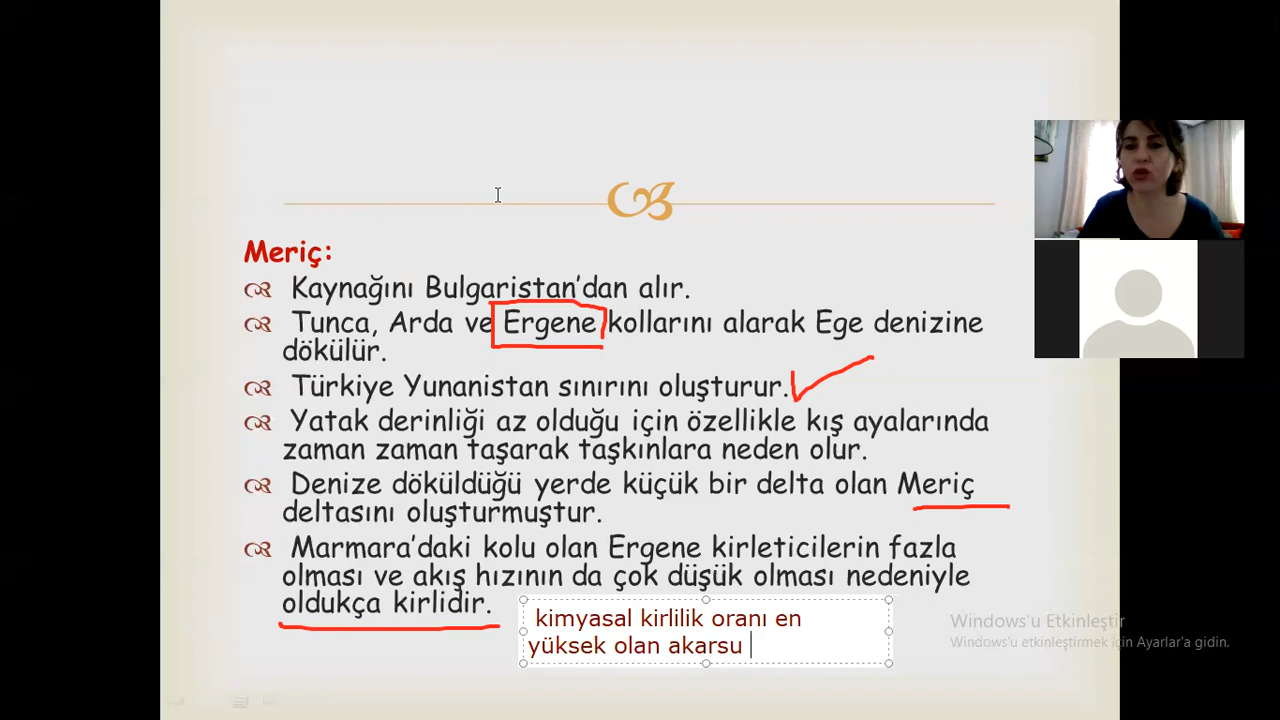 Meriç:
Kaynağını Bulgaristan'dan alır.
Tunca, Arda ve Ergene kollarını alarak Ege denizine
dökülür.
Türkiye Yunanistan sınırını oluşturur.
Yatak derinliği az olduğu için özellikle kış ayalarında
zaman zaman taşarak taşkınlara neden olur.
Denize döküldüğü yerde küçük bir delta olan Meriç
deltasını oluşturmuştur.
Marmara'daki kolu olan Ergene kirleticilerin fazla
olması ve akış hızının da çok düşük olması nedeniyle
oldukça kirlidir.
kimyasal kirlilik oranı en
yüksek olan akarsu
Windows'u Etkinleştir
Windows'u etkinleştirmek için Ayarlar'a gidin.